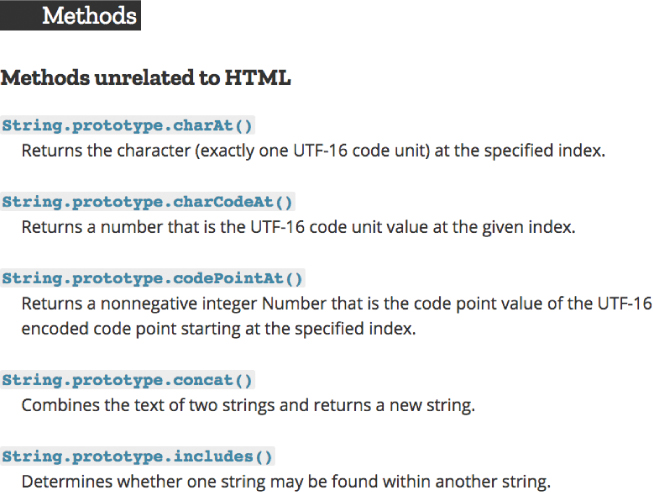 Methods
Methods unrelated to HTML
String.prototype.charAt()
Returns the character (exactly one UTF-16 code unit) at the specified index.
String.prototype.charCodeAt()
Returns a number that is the UTF-16 code unit value at the given index.
String.prototype.codePointAt()
Returns a nonnegative integer Number that is the code point value of the UTF-16
encoded code point starting at the specified index.
String.prototype.concat()
Combines the text of two strings and returns a new string.
String.prototype.includes()
Determines whether one string may be found within another string.